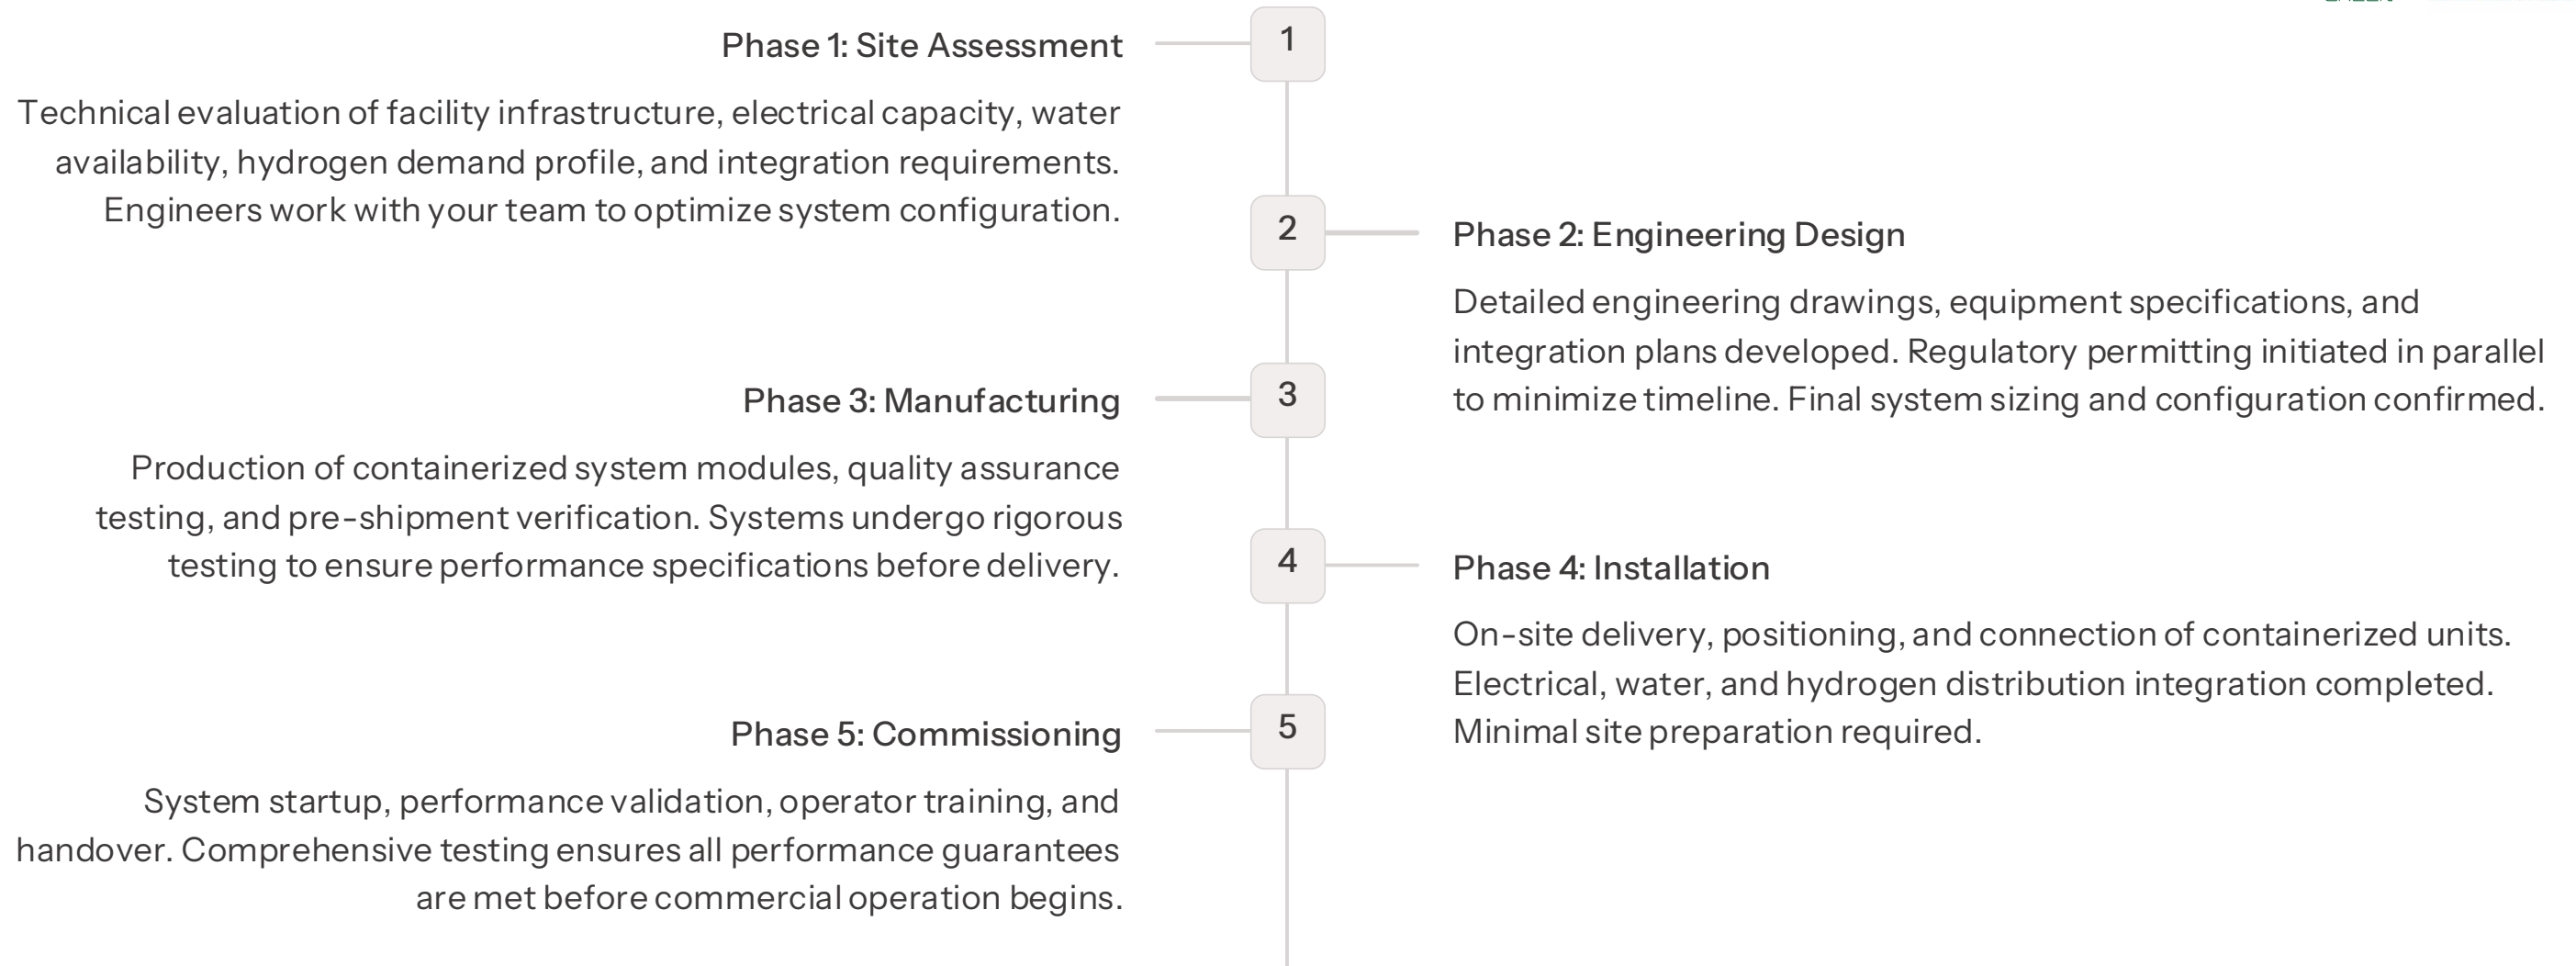 1
Phase 1: Site Assessment
Technical evaluation of facility infrastructure, electrical capacity, water
availability, hydrogen demand profile, and integration requirements.
Engineers work with your team to optimize system configuration.
2
Phase 2: Engineering Design
Detailed engineering drawings, equipment specifications, and
integration plans developed. Regulatory permitting initiated in parallel
to minimize timeline. Final system sizing and configuration confirmed.
3
Phase 3: Manufacturing
Production of containerized system modules, quality assurance
testing, and pre-shipment verification. Systems undergo rigorous
testing to ensure performance specifications before delivery.
4
Phase 4: Installation
On-site delivery, positioning, and connection of containerized units.
Electrical, water, and hydrogen distribution integration completed.
Minimal site preparation required.
5
Phase 5: Commissioning
System startup, performance validation, operator training, and
handover. Comprehensive testing ensures all performance guarantees
are met before commercial operation begins.